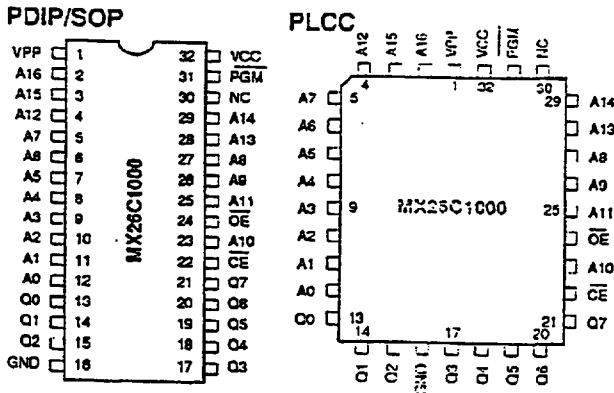 PDIP/SOP
VPP 1 32 VCC
A16 2 31 PGM
A15 3 30 NC
A12 4 29 A14
A7 5 28 A13
A6 6 27 A8
A5 7 26 A9
A4 8 25 A11
A3 9 24 OE
A2 10 23 A10
A1 11 22 CE
A0 12 21 Q7
Q0 13 20 Q6
Q1 14 19 Q5
Q2 15 18 Q4
GND 16 17 Q3
MX26C1000
PLCC
A12 A15 A16 VPP VCC PGM NC
4 1 32 30
A7 5 29 A14
A6 A13
A5 A8
A4 A9
A3 9 MX26C1000 25 A11
A2 OE
A1 A10
A0 CE
Q0 13 21 Q7
14 17 20
Q1 Q2 GND Q3 Q4 Q5 Q6